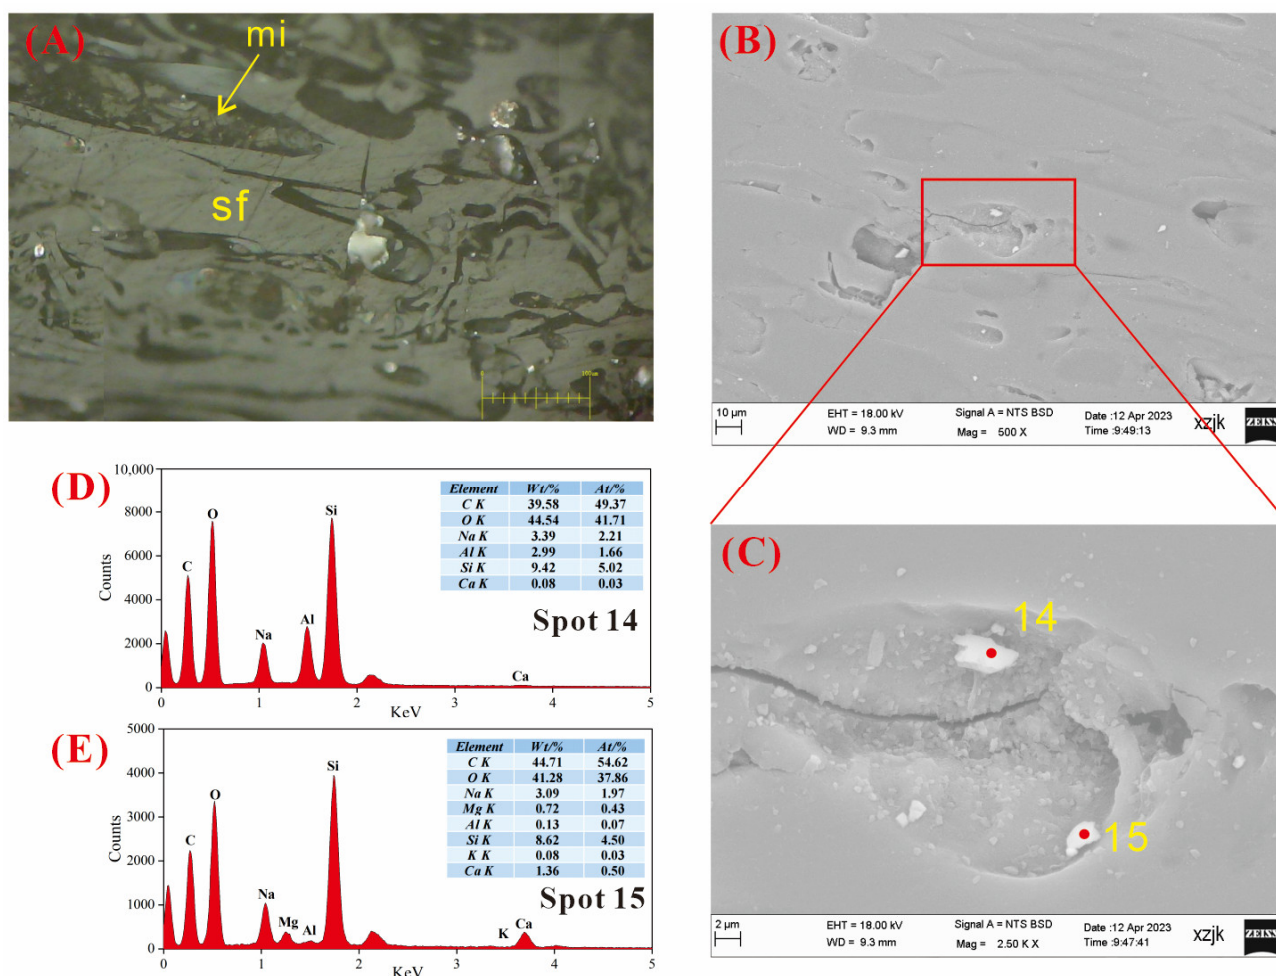 (A)
mi
sf
100um
(B)
10 µm
EHT = 18.00 kV
WD = 9.3 mm
Signal A = NTS BSD
Mag = 500 X
Date :12 Apr 2023
Time :9:49:13
xzjk
ZEISS
(C)
14
15
2 µm
EHT = 18.00 kV
WD = 9.3 mm
Signal A = NTS BSD
Mag = 2.50 K X
Date :12 Apr 2023
Time :9:47:41
xzjk
ZEISS
(D)
10,000
8000
6000
4000
2000
0
Counts
C
O
Na
Al
Si
Ca
0 1 2 3 4 5
KeV
Element Wt/% At/%
C K 39.58 49.37
O K 44.54 41.71
Na K 3.39 2.21
Al K 2.99 1.66
Si K 9.42 5.02
Ca K 0.08 0.03
Spot 14
(E)
5000
4000
3000
2000
1000
0
Counts
C
O
Na
Mg
Al
Si
K
Ca
0 1 2 3 4 5
KeV
Element Wt/% At/%
C K 44.71 54.62
O K 41.28 37.86
Na K 3.09 1.97
Mg K 0.72 0.43
Al K 0.13 0.07
Si K 8.62 4.50
K K 0.08 0.03
Ca K 1.36 0.50
Spot 15